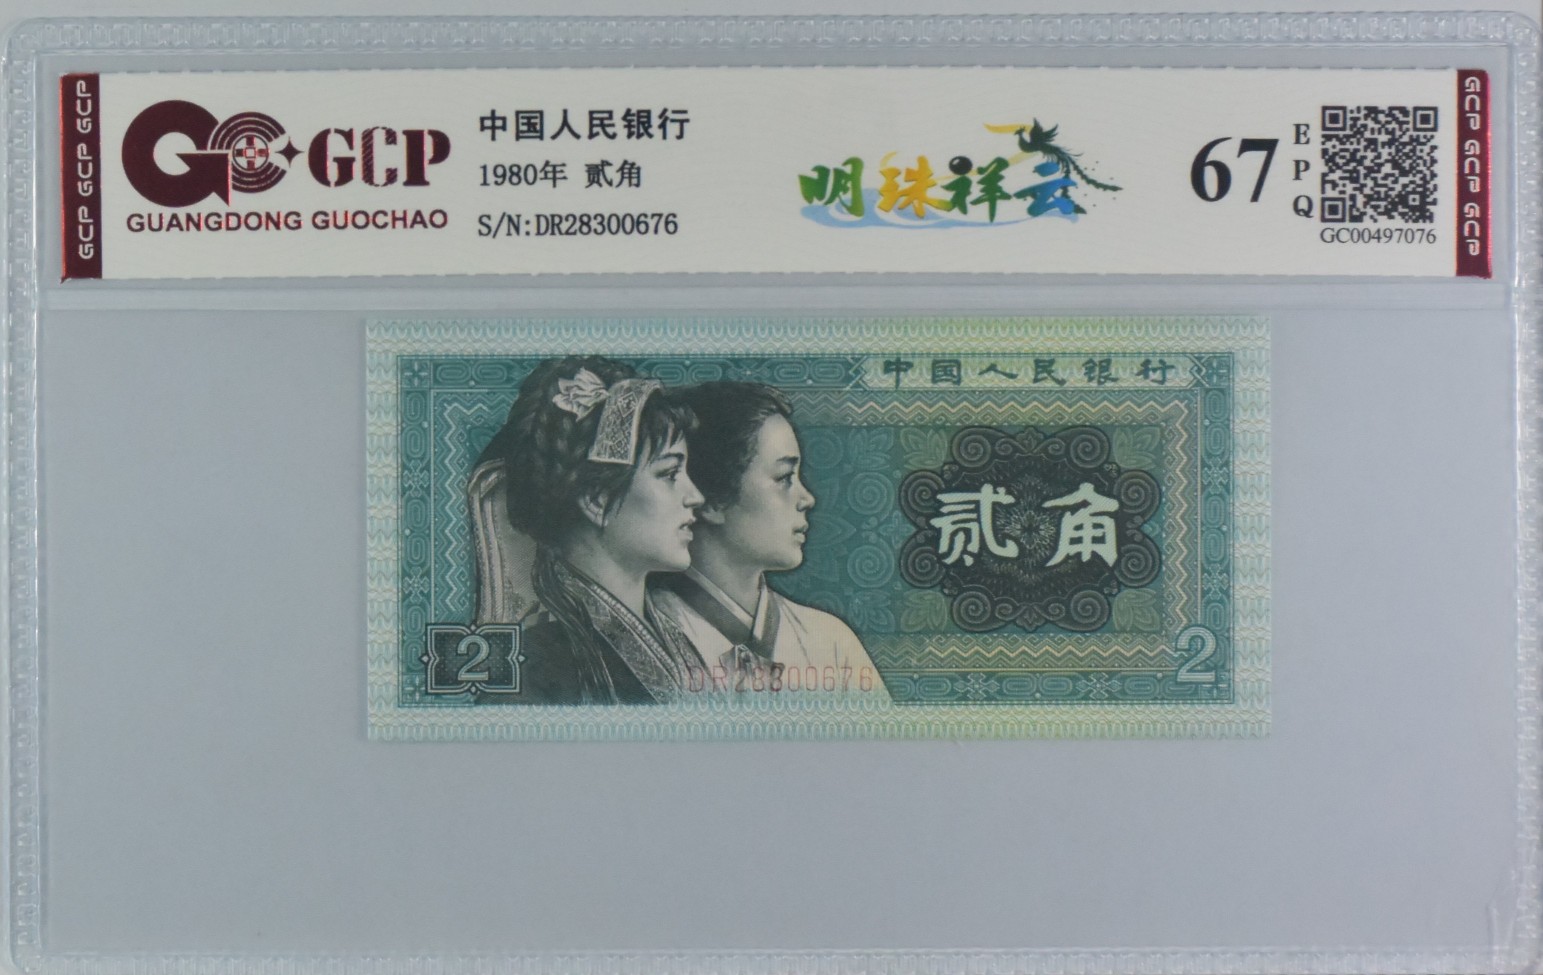 GCP GCP GCP
GCP
GUANGDONG GUOCHAO
中国人民银行
1980年 贰角
S/N:DR28300676
明珠祥云
67
EPQ
GC00497076
GCP GCP GCP
中国人民银行
贰角
2
2
DR28300676